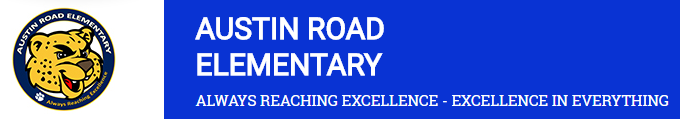 AUSTIN ROAD ELEMENTARY
Always Reaching Excellence
AUSTIN ROAD
ELEMENTARY
ALWAYS REACHING EXCELLENCE - EXCELLENCE IN EVERYTHING